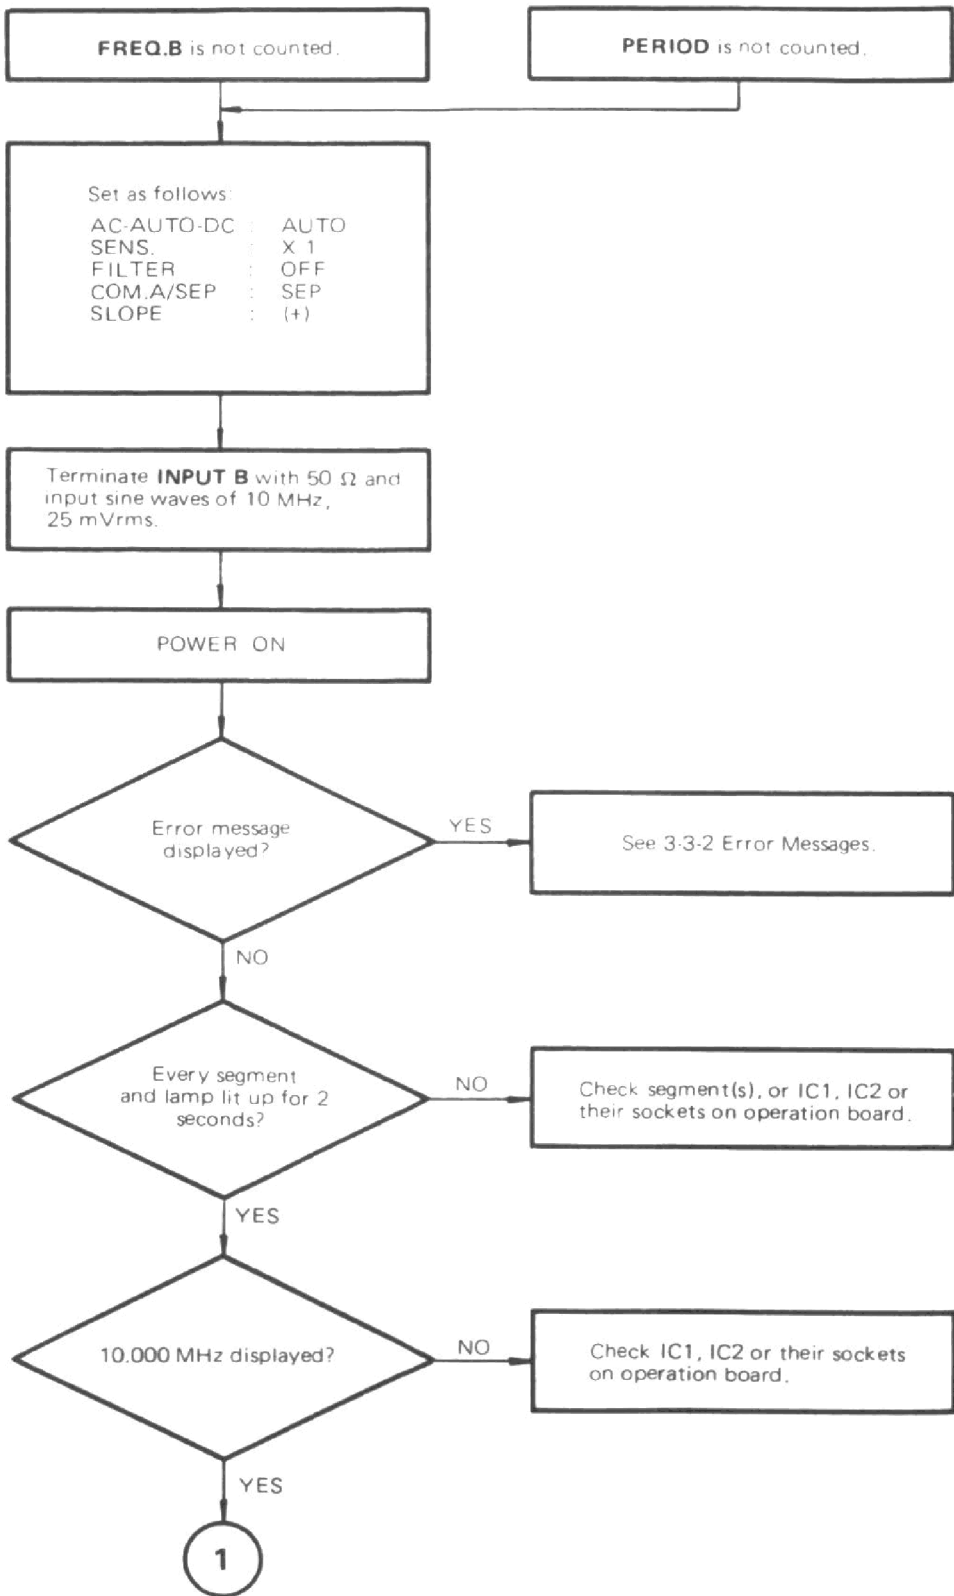 FREQ.B is not counted.
PERIOD is not counted.
Set as follows:
AC-AUTO-DC : AUTO
SENS. : X 1
FILTER : OFF
COM.A/SEP : SEP
SLOPE : (+)
Terminate INPUT B with 50 Ω and
input sine waves of 10 MHz,
25 mVrms.
POWER ON
Error message
displayed?
YES
See 3-3-2 Error Messages.
NO
Every segment
and lamp lit up for 2
seconds?
NO
Check segment(s), or IC1, IC2 or
their sockets on operation board.
YES
10.000 MHz displayed?
NO
Check IC1, IC2 or their sockets
on operation board.
YES
1